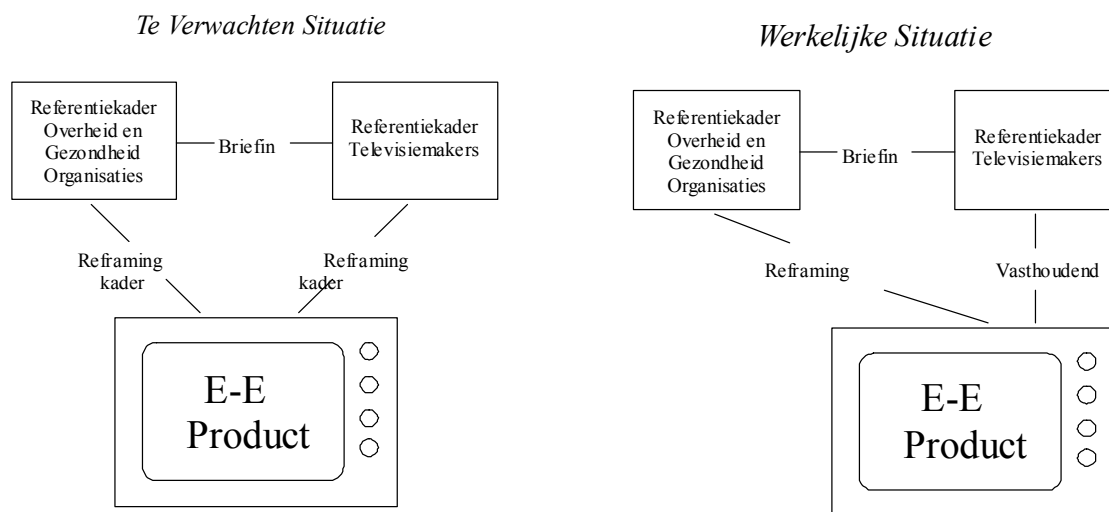 Te Verwachten Situatie
Referentiekader
Overheid en
Gezondheid
Organisaties
Briefin
Referentiekader
Televisiemakers
Reframing
kader
Reframing
kader
E-E
Product
Werkelijke Situatie
Referentiekader
Overheid en
Gezondheid
Organisaties
Briefin
Referentiekader
Televisiemakers
Reframing
Vasthoudend
E-E
Product